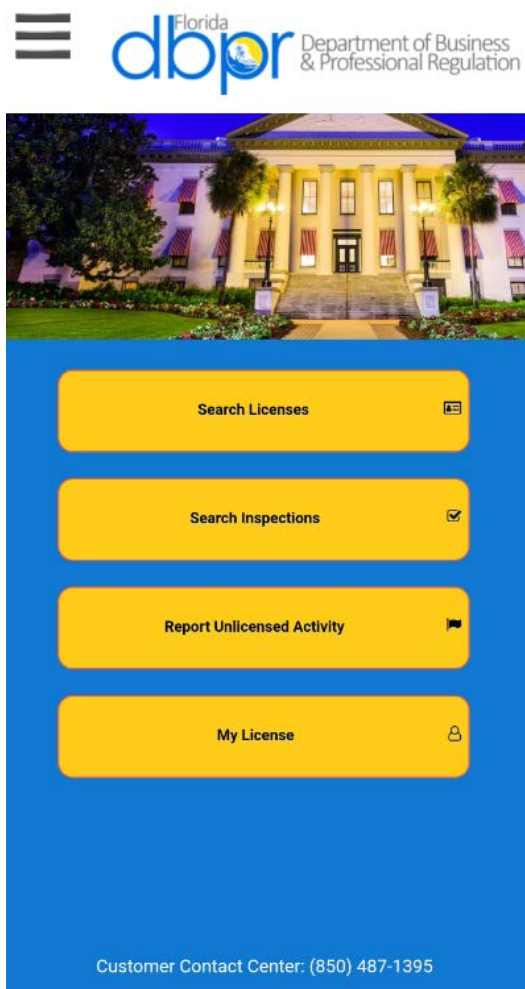 Florida
dbpr
Department of Business
& Professional Regulation
Search Licenses
Search Inspections
Report Unlicensed Activity
My License
Customer Contact Center: (850) 487-1395